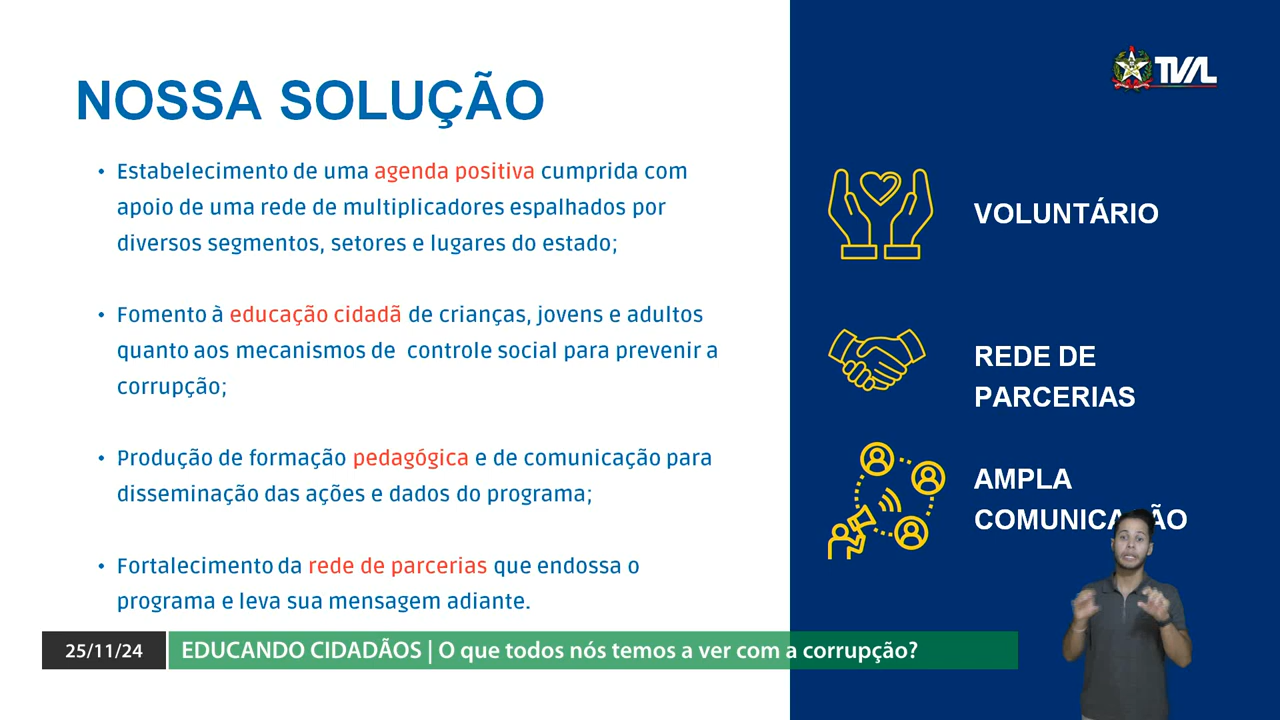 NOSSA SOLUÇÃO
• Estabelecimento de uma agenda positiva cumprida com
apoio de uma rede de multiplicadores espalhados por
diversos segmentos, setores e lugares do estado;
• Fomento à educação cidadã de crianças, jovens e adultos
quanto aos mecanismos de controle social para prevenir a
corrupção;
• Produção de formação pedagógica e de comunicação para
disseminação das ações e dados do programa;
• Fortalecimento da rede de parcerias que endossa o
programa e leva sua mensagem adiante.
TVAL
VOLUNTÁRIO
REDE DE
PARCERIAS
AMPLA
COMUNICAÇÃO
25/11/24
EDUCANDO CIDADÃOS | O que todos nós temos a ver com a corrupção?